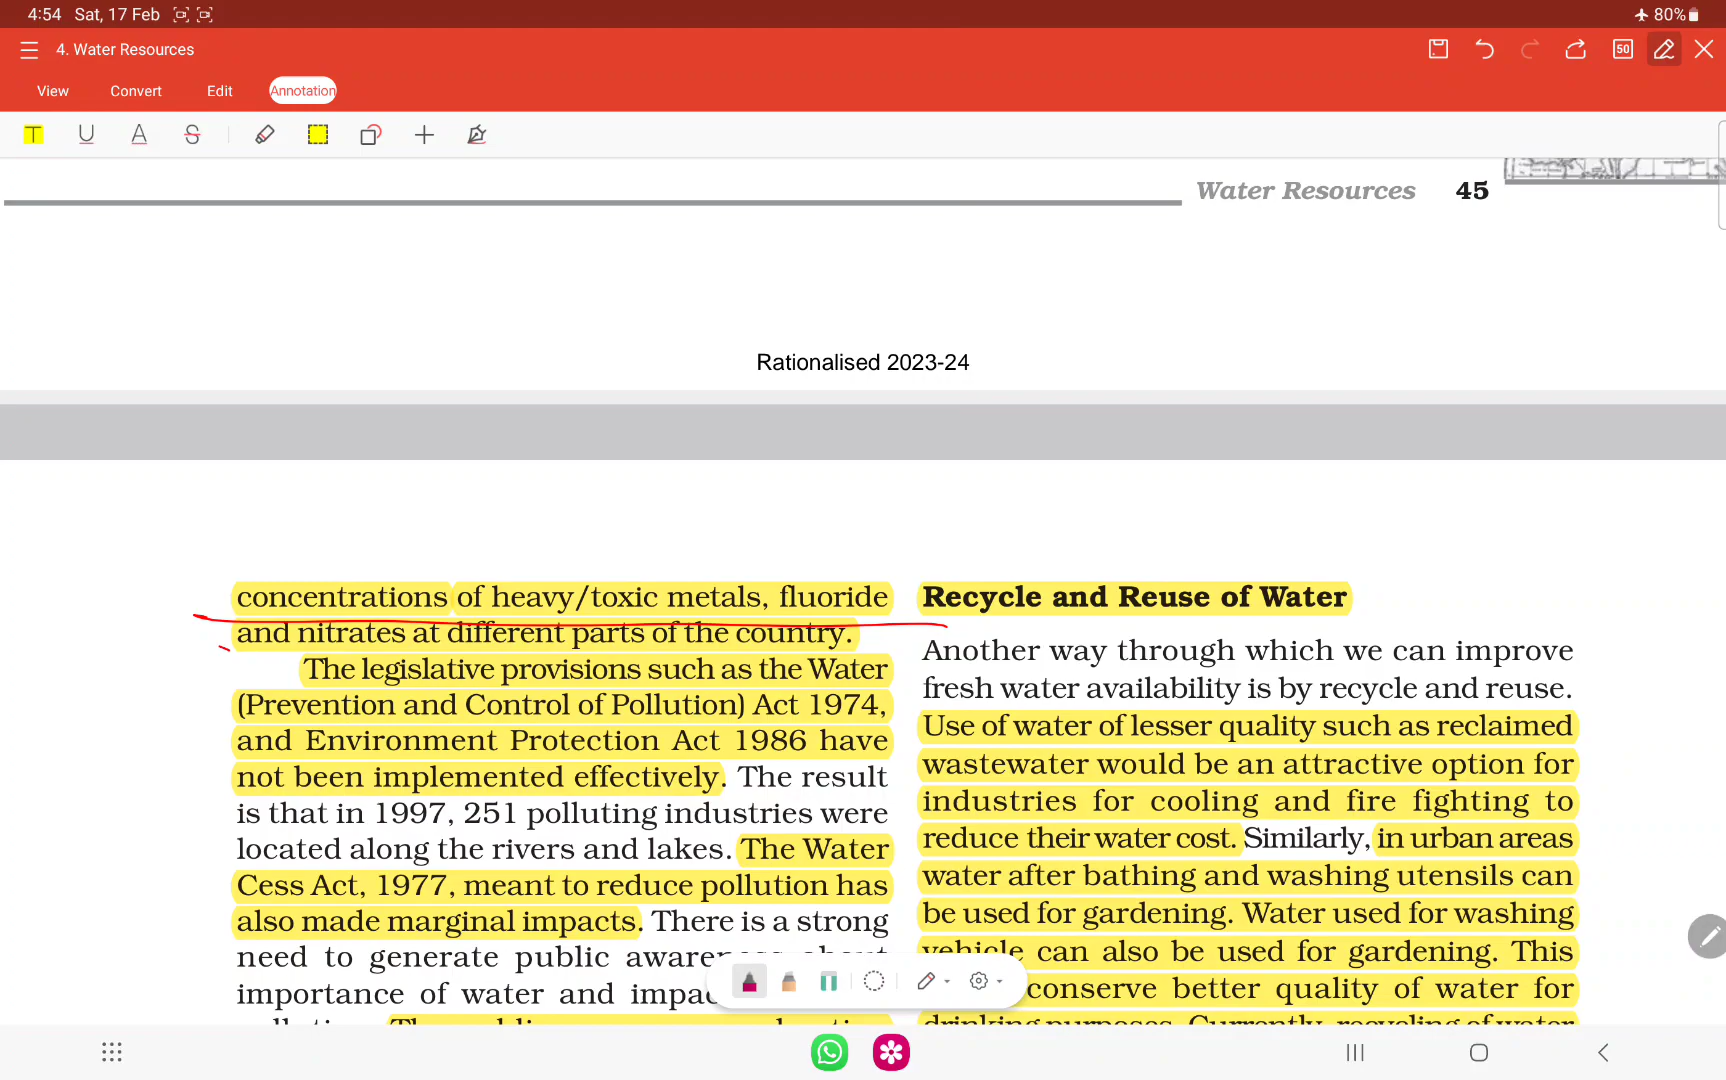 4:54 Sat, 17 Feb
80%
4. Water Resources
50
View Convert Edit Annotation
T U A S
Water Resources 45
Rationalised 2023-24
concentrations of heavy/toxic metals, fluoride
and nitrates at different parts of the country.
The legislative provisions such as the Water
(Prevention and Control of Pollution) Act 1974,
and Environment Protection Act 1986 have
not been implemented effectively. The result
is that in 1997, 251 polluting industries were
located along the rivers and lakes. The Water
Cess Act, 1977, meant to reduce pollution has
also made marginal impacts. There is a strong
need to generate public awareness about
importance of water and
Recycle and Reuse of Water
Another way through which we can improve
fresh water availability is by recycle and reuse.
Use of water of lesser quality such as reclaimed
wastewater would be an attractive option for
industries for cooling and fire fighting to
reduce their water cost. Similarly, in urban areas
water after bathing and washing utensils can
be used for gardening. Water used for washing
vehicle can also be used for gardening. This
conserve better quality of water for
drinking purposes. Currently, recycling of water